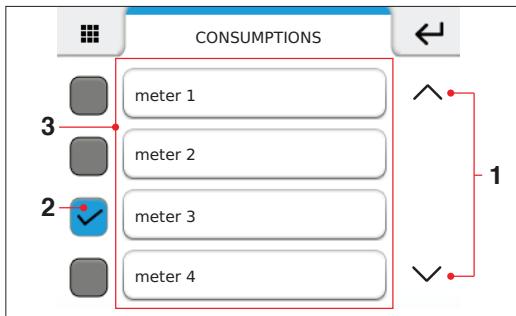 CONSUMPTIONS
meter 1
3
meter 2
1
2
meter 3
meter 4